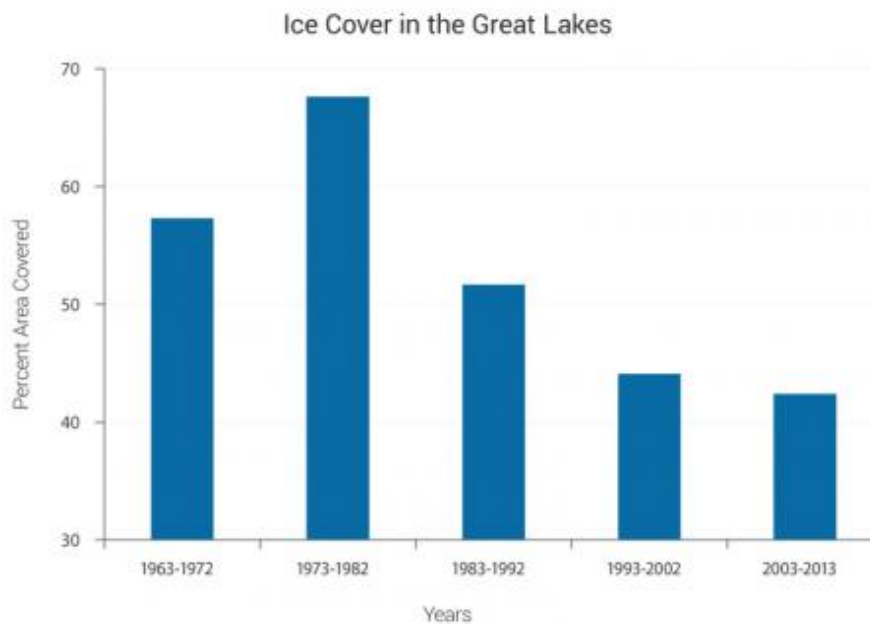 Ice Cover in the Great Lakes
70
60
50
40
30
Percent Area Covered
1963-1972 1973-1982 1983-1992 1993-2002 2003-2013
Years